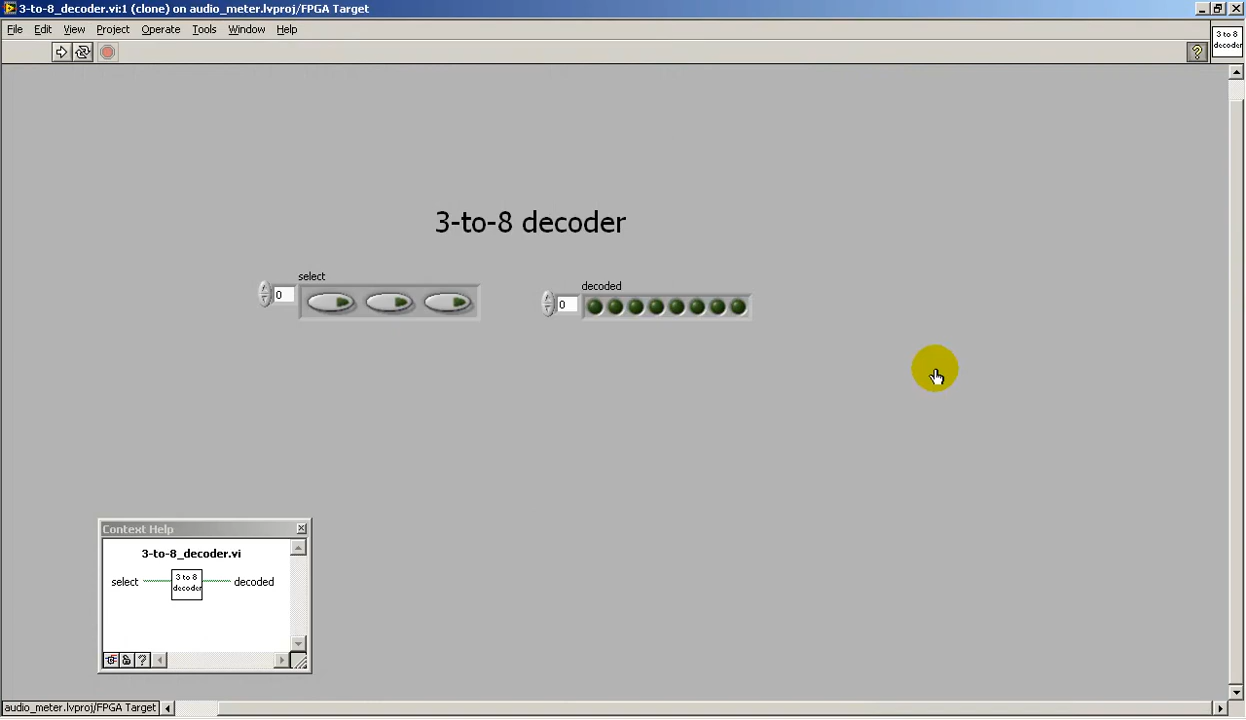 3-to-8_decoder.vi:1 (clone) on audio_meter.lvproj/FPGA Target
File Edit View Project Operate Tools Window Help
?
3 to 8
decoder
3-to-8 decoder
select
0
decoded
0
Context Help
3-to-8_decoder.vi
select
3 to 8
decoder
decoded
?
audio_meter.lvproj/FPGA Target